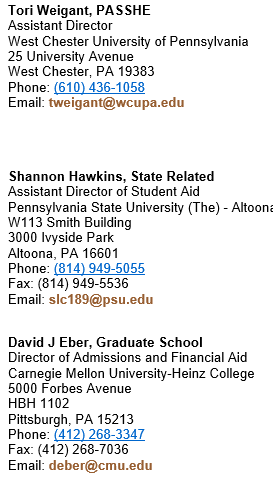 Tori Weigant, PASSHE
Assistant Director
West Chester University of Pennsylvania
25 University Avenue
West Chester, PA 19383
Phone: (610) 436-1058
Email: tweigant@wcupa.edu
Shannon Hawkins, State Related
Assistant Director of Student Aid
Pennsylvania State University (The) - Altoona
W113 Smith Building
3000 Ivyside Park
Altoona, PA 16601
Phone: (814) 949-5055
Fax: (814) 949-5536
Email: slc189@psu.edu
David J Eber, Graduate School
Director of Admissions and Financial Aid
Carnegie Mellon University-Heinz College
5000 Forbes Avenue
HBH 1102
Pittsburgh, PA 15213
Phone: (412) 268-3347
Fax: (412) 268-7036
Email: deber@cmu.edu